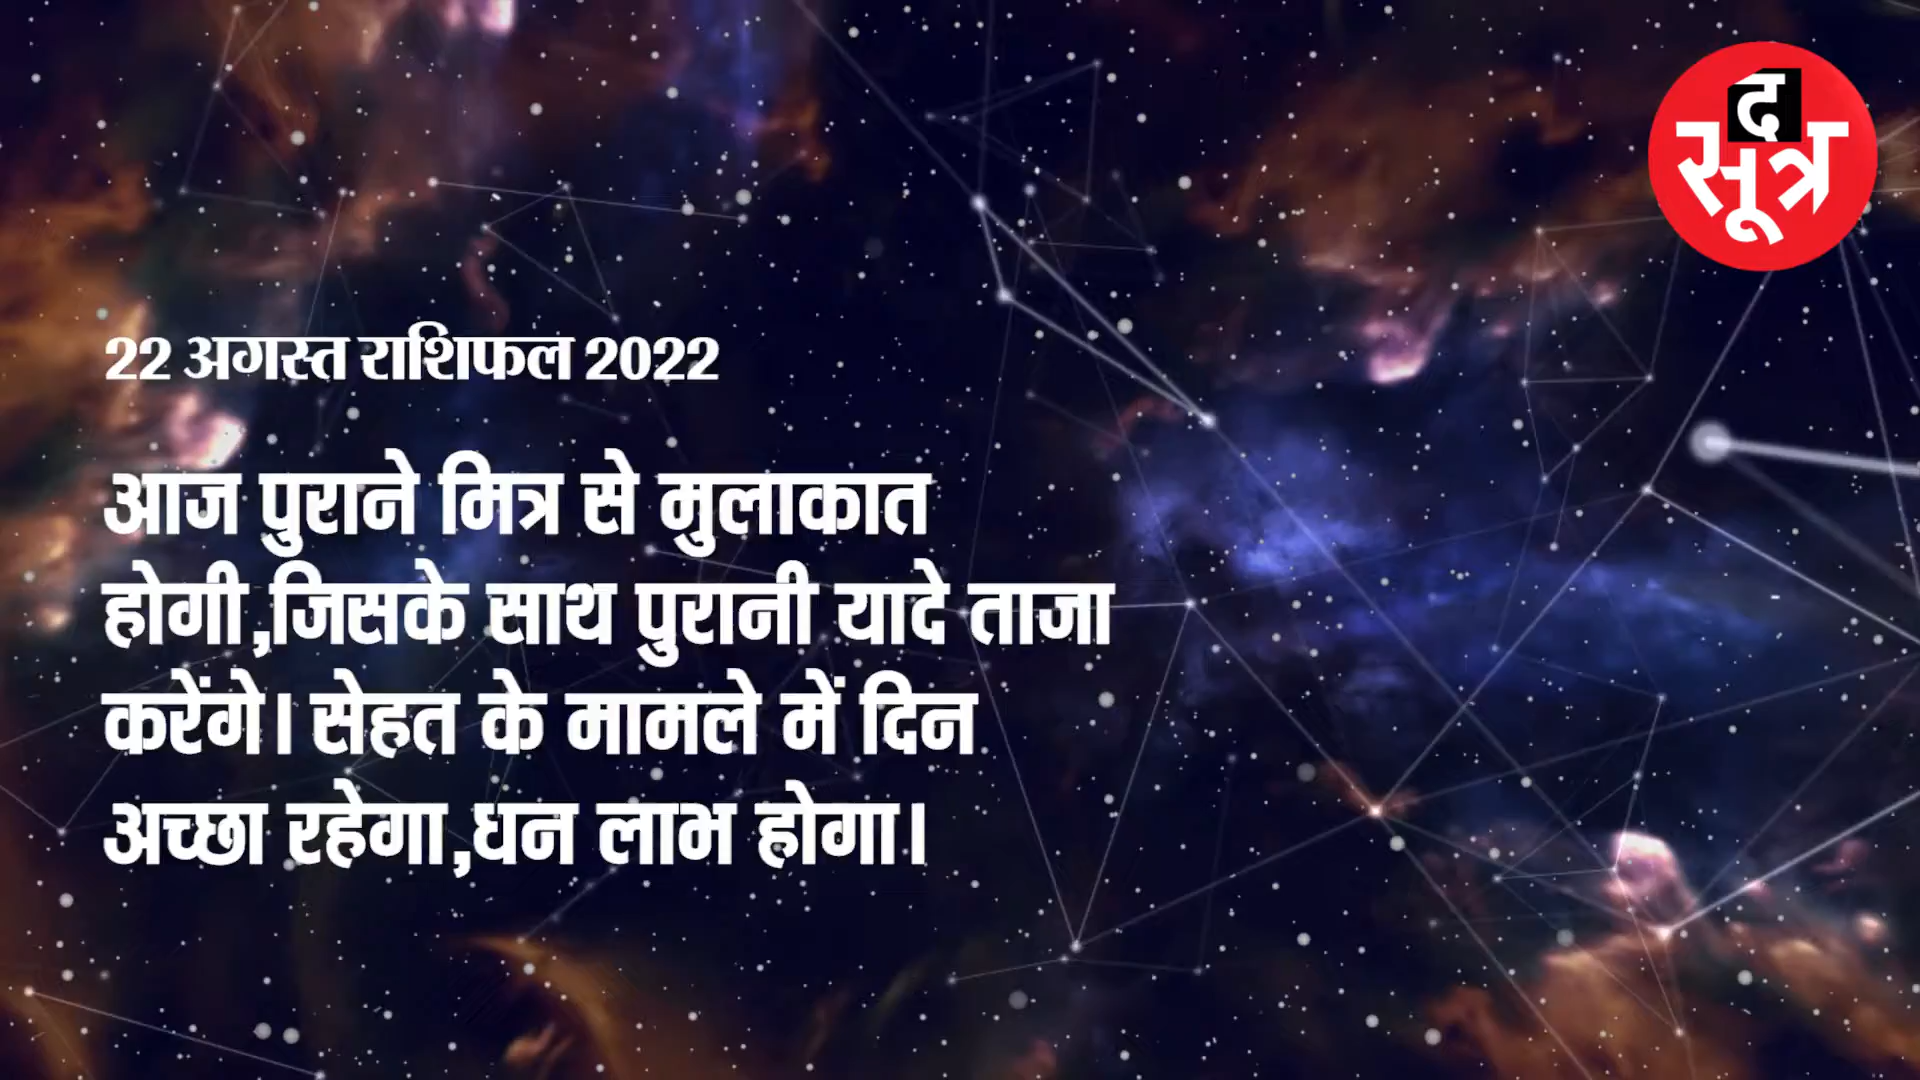 द
सूत्र
22 अगस्त राशिफल 2022
आज पुराने मित्र से मुलाकात
होगी,जिसके साथ पुरानी यादे ताजा
करेंगे। सेहत के मामले में दिन
अच्छा रहेगा,धन लाभ होगा।